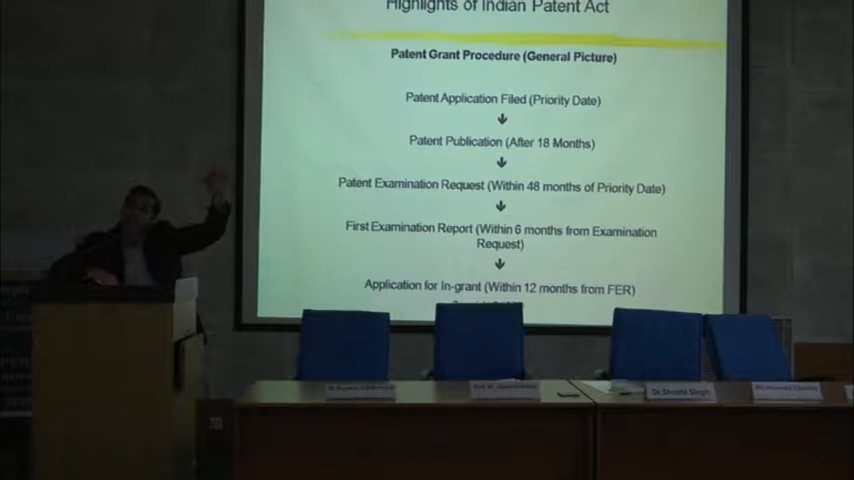 Highlights of Indian Patent Act
Patent Grant Procedure (General Picture)
Patent Application Filed (Priority Date)
Patent Publication (After 18 Months)
Patent Examination Request (Within 48 months of Priority Date)
First Examination Report (Within 6 months from Examination
Request)
Application for In-grant (Within 12 months from FER)
Dr. Shashi Singh